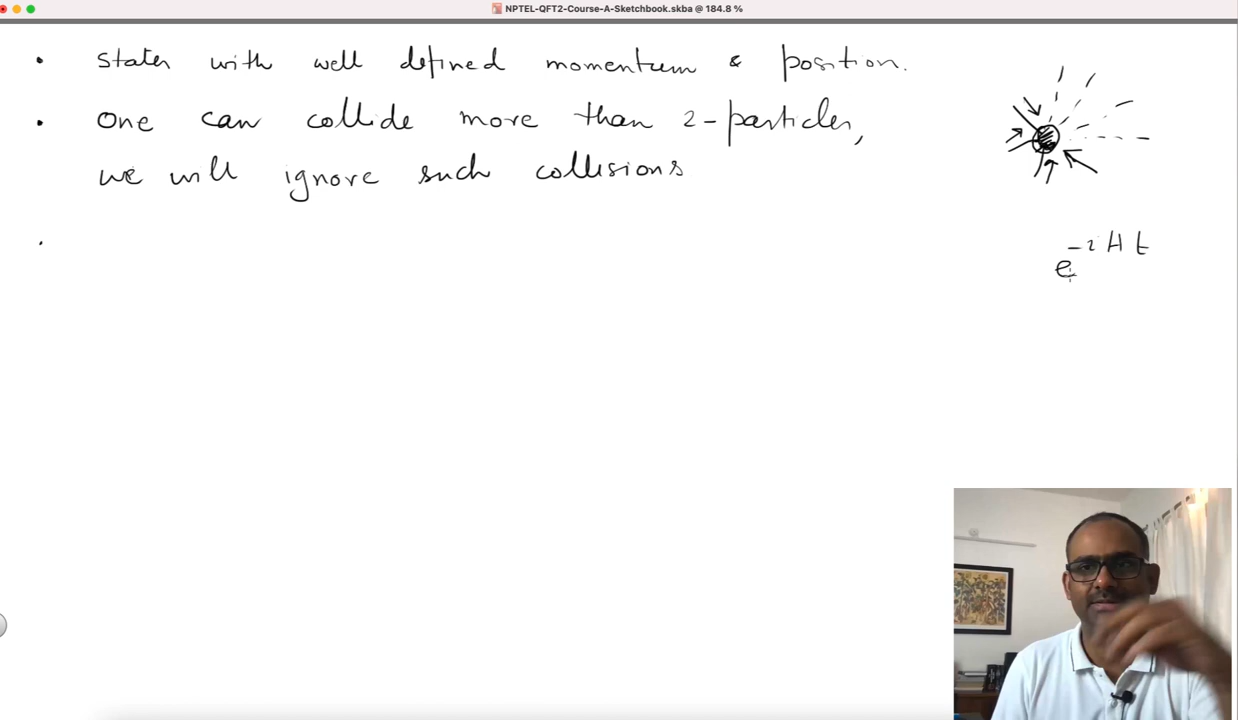 NPTEL-QFT2-Course-A-Sketchbook.skba @ 184.8 %
• states with well defined momentum & position.
• One can collide more than 2-particles,
we will ignore such collisions
•
e^{-iHt}